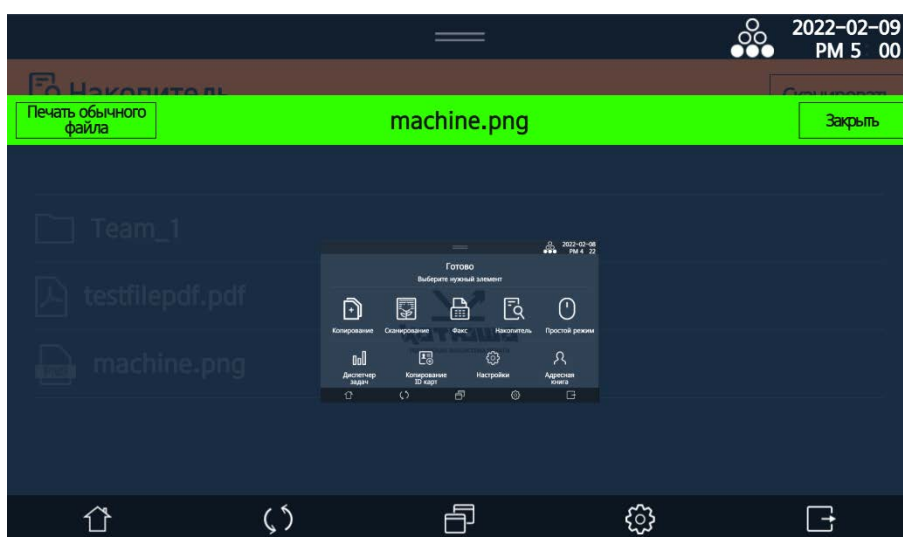 2022-02-09
PM 5 00
Накопитель
Сканировать
Печать обычного
файла
machine.png
Закрыть
Team_1
testfilepdf.pdf
machine.png
2022-02-08
PM 4 22
Готово
Выберите нужный элемент
Копирование Сканирование Факс Накопитель Простой режим
Диспетчер
задач
Копирование
ID карт
Настройки
Адресная
книга